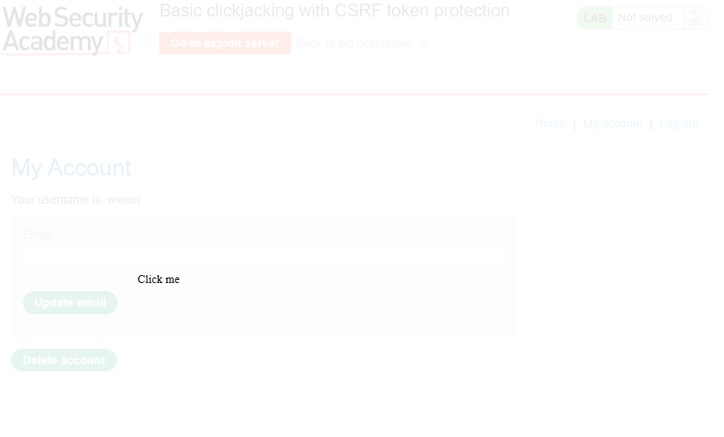 Web Security
Academy
Basic clickjacking with CSRF token protection
LAB Not solved
Go to exploit server Back to lab description
Home | My account | Log out
My Account
Your username is: wiener
Email
Click me
Update email
Delete account